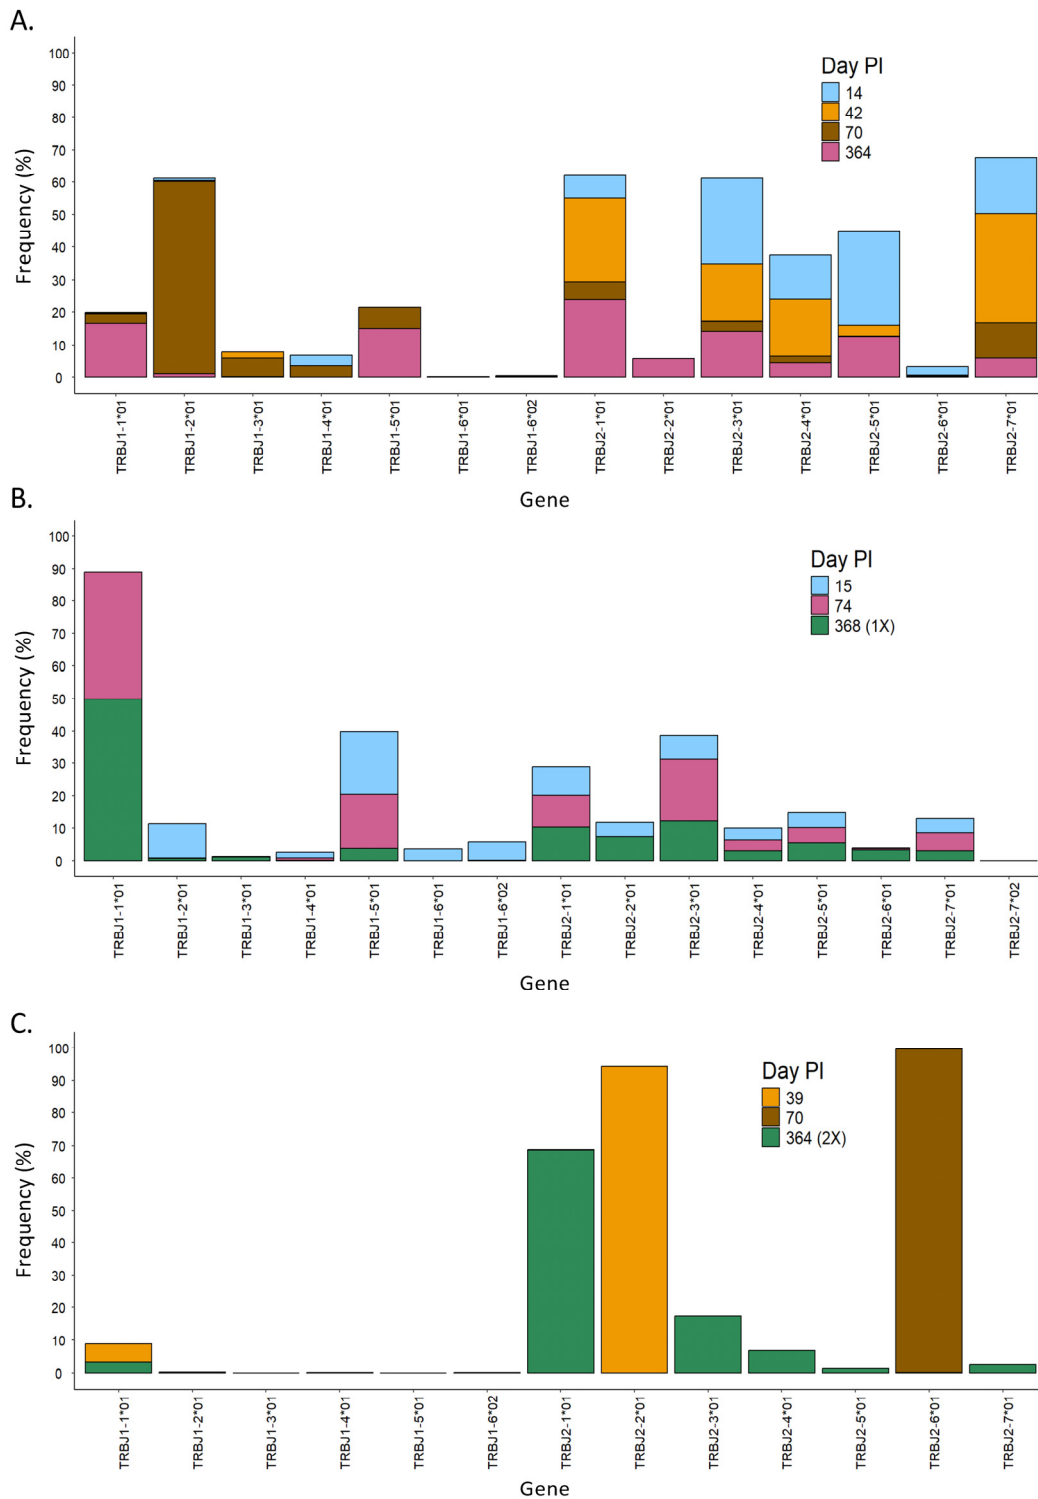 A.
Frequency (%)
100
90
80
70
60
50
40
30
20
10
0
Day PI
14
42
70
364
TRBJ1-1*01
TRBJ1-2*01
TRBJ1-3*01
TRBJ1-4*01
TRBJ1-5*01
TRBJ1-6*01
TRBJ1-6*02
TRBJ2-1*01
TRBJ2-2*01
TRBJ2-3*01
TRBJ2-4*01
TRBJ2-5*01
TRBJ2-6*01
TRBJ2-7*01
Gene
B.
Frequency (%)
100
90
80
70
60
50
40
30
20
10
0
Day PI
15
74
368 (1X)
TRBJ1-1*01
TRBJ1-2*01
TRBJ1-3*01
TRBJ1-4*01
TRBJ1-5*01
TRBJ1-6*01
TRBJ1-6*02
TRBJ2-1*01
TRBJ2-2*01
TRBJ2-3*01
TRBJ2-4*01
TRBJ2-5*01
TRBJ2-6*01
TRBJ2-7*01
TRBJ2-7*02
Gene
C.
Frequency (%)
100
90
80
70
60
50
40
30
20
10
0
Day PI
39
70
364 (2X)
TRBJ1-1*01
TRBJ1-2*01
TRBJ1-3*01
TRBJ1-4*01
TRBJ1-5*01
TRBJ1-6*02
TRBJ2-1*01
TRBJ2-2*01
TRBJ2-3*01
TRBJ2-4*01
TRBJ2-5*01
TRBJ2-6*01
TRBJ2-7*01
Gene